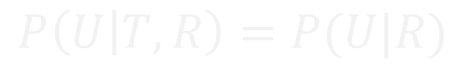 P(U|T, R) = P(U|R)